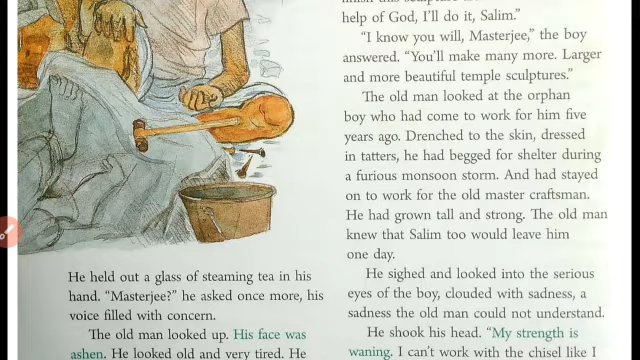 He held out a glass of steaming tea in his
hand. "Masterjee?" he asked once more, his
voice filled with concern.
The old man looked up. His face was
ashen. He looked old and very tired. He
help of God, I'll do it, Salim."
"I know you will, Masterjee," the boy
answered. "You'll make many more. Larger
and more beautiful temple sculptures."
The old man looked at the orphan
boy who had come to work for him five
years ago. Drenched to the skin, dressed
in tatters, he had begged for shelter during
a furious monsoon storm. And had stayed
on to work for the old master craftsman.
He had grown tall and strong. The old man
knew that Salim too would leave him
one day.
He sighed and looked into the serious
eyes of the boy, clouded with sadness, a
sadness the old man could not understand.
He shook his head. "My strength is
waning. I can't work with the chisel like I